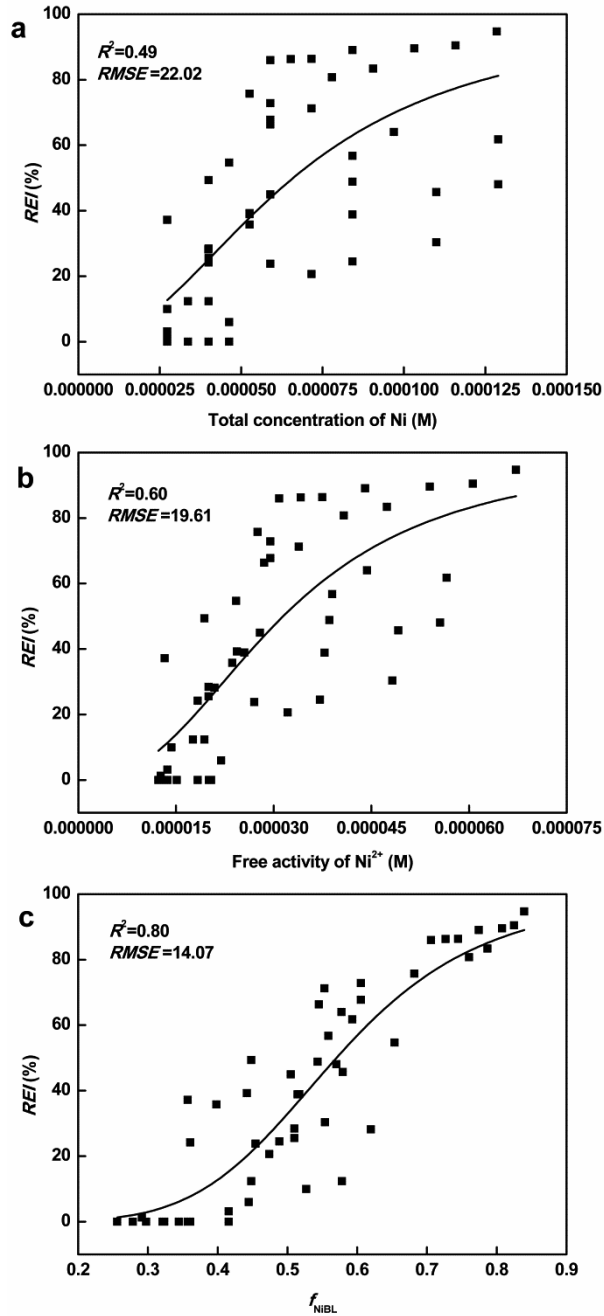 a
R²=0.49
RMSE=22.02
100
80
60
40
20
0
REI (%)
0.000000 0.000025 0.000050 0.000075 0.000100 0.000125 0.000150
Total concentration of Ni (M)
b
R²=0.60
RMSE=19.61
100
80
60
40
20
0
REI (%)
0.000000 0.000015 0.000030 0.000045 0.000060 0.000075
Free activity of Ni²⁺ (M)
c
R²=0.80
RMSE=14.07
100
80
60
40
20
0
REI (%)
0.2 0.3 0.4 0.5 0.6 0.7 0.8 0.9
fNiBL